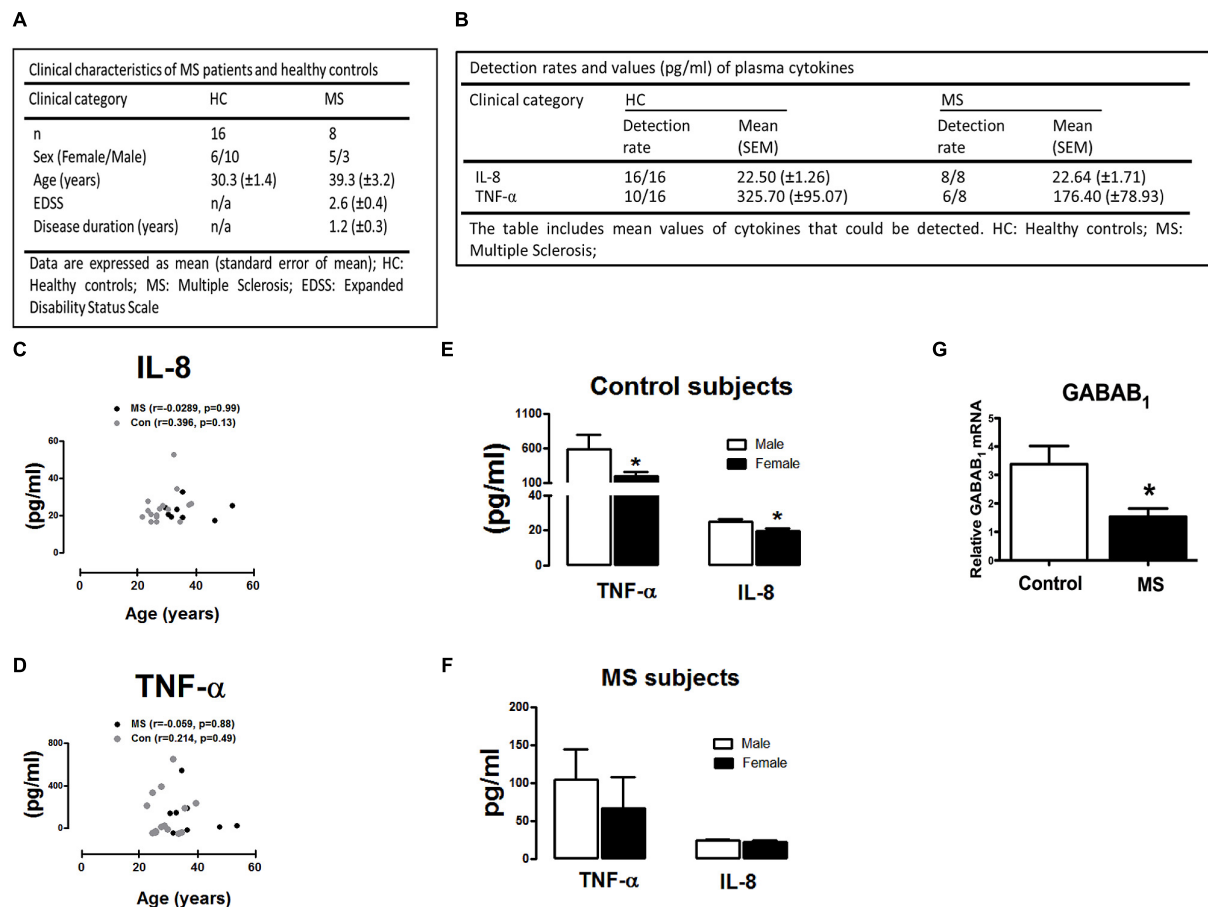 A
Clinical characteristics of MS patients and healthy controls
Clinical category HC MS
n 16 8
Sex (Female/Male) 6/10 5/3
Age (years) 30.3 (±1.4) 39.3 (±3.2)
EDSS n/a 2.6 (±0.4)
Disease duration (years) n/a 1.2 (±0.3)
Data are expressed as mean (standard error of mean); HC:
Healthy controls; MS: Multiple Sclerosis; EDSS: Expanded
Disability Status Scale
B
Detection rates and values (pg/ml) of plasma cytokines
Clinical category HC MS
Detection Mean Detection Mean
rate (SEM) rate (SEM)
IL-8 16/16 22.50 (±1.26) 8/8 22.64 (±1.71)
TNF-α 10/16 325.70 (±95.07) 6/8 176.40 (±78.93)
The table includes mean values of cytokines that could be detected. HC: Healthy controls; MS:
Multiple Sclerosis;
C
IL-8
MS (r=-0.0289, p=0.99)
Con (r=0.396, p=0.13)
(pg/ml)
60
40
20
0
0 20 40 60
Age (years)
D
TNF-α
MS (r=-0.059, p=0.88)
Con (r=0.214, p=0.49)
(pg/ml)
800
400
0
0 20 40 60
Age (years)
E
Control subjects
(pg/ml)
1100
600
100
40
20
0
Male
Female
*
*
TNF-α IL-8
F
MS subjects
pg/ml
200
150
100
50
0
Male
Female
TNF-α IL-8
G
GABAB1
Relative GABAB1 mRNA
5
4
3
2
1
0
*
Control MS